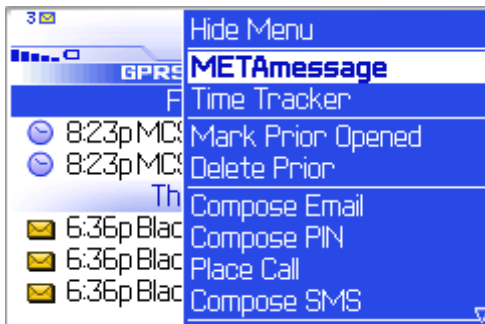 3
Hide Menu
GPRS
METAmessage
F
Time Tracker
8:23p MCS
Mark Prior Opened
8:23p MCS
Delete Prior
Th
Compose Email
6:36p Blac
Compose PIN
6:36p Blac
Place Call
6:36p Blac
Compose SMS